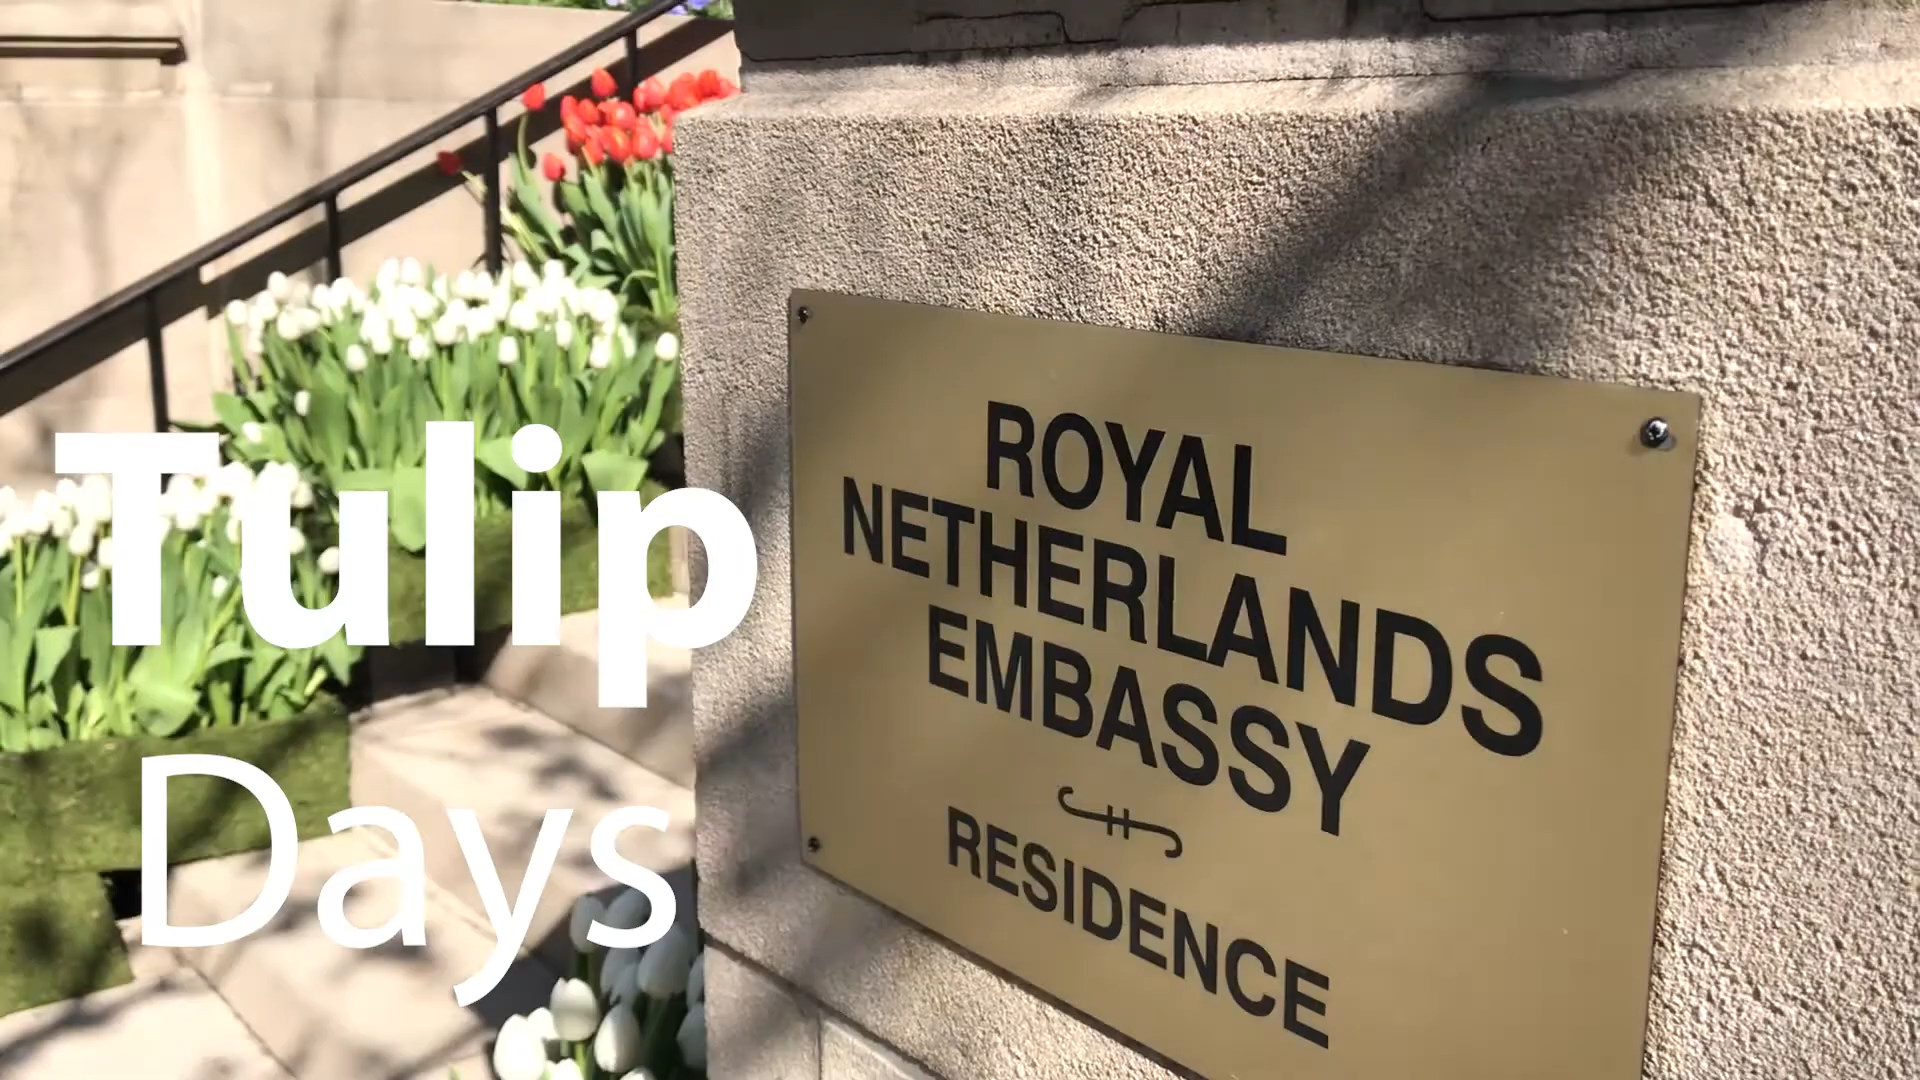 Tulip
Days
ROYAL
NETHERLANDS
EMBASSY
RESIDENCE